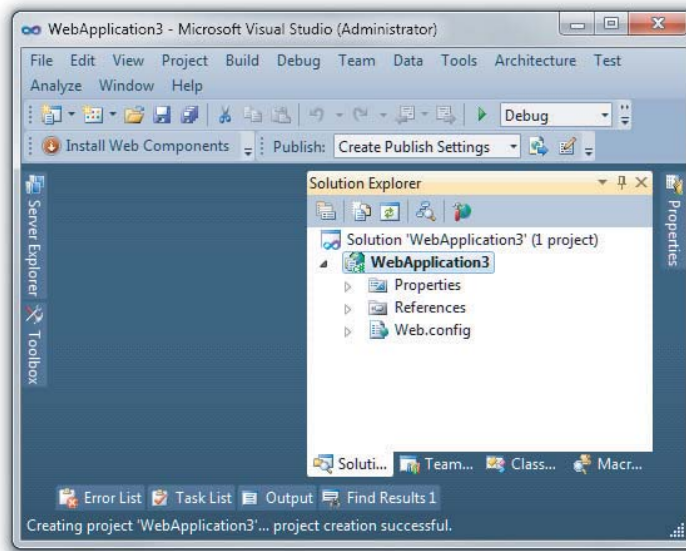 WebApplication3 - Microsoft Visual Studio (Administrator)
File Edit View Project Build Debug Team Data Tools Architecture Test
Analyze Window Help
Debug
Install Web Components Publish: Create Publish Settings
Server Explorer
Toolbox
Solution Explorer
Solution 'WebApplication3' (1 project)
WebApplication3
Properties
References
Web.config
Properties
Soluti... Team... Class... Macr...
Error List Task List Output Find Results 1
Creating project 'WebApplication3'... project creation successful.